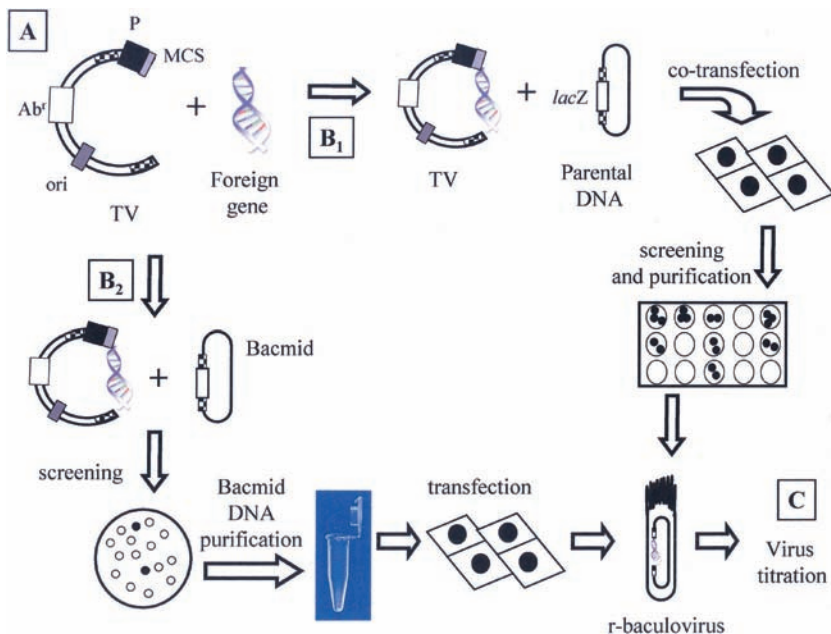 A
P
MCS
Abʳ
ori
TV
+
Foreign
gene
B₁
TV
+
lacZ
Parental
DNA
co-transfection
screening
and purification
B₂
+
Bacmid
screening
Bacmid
DNA
purification
transfection
r-baculovirus
C
Virus
titration